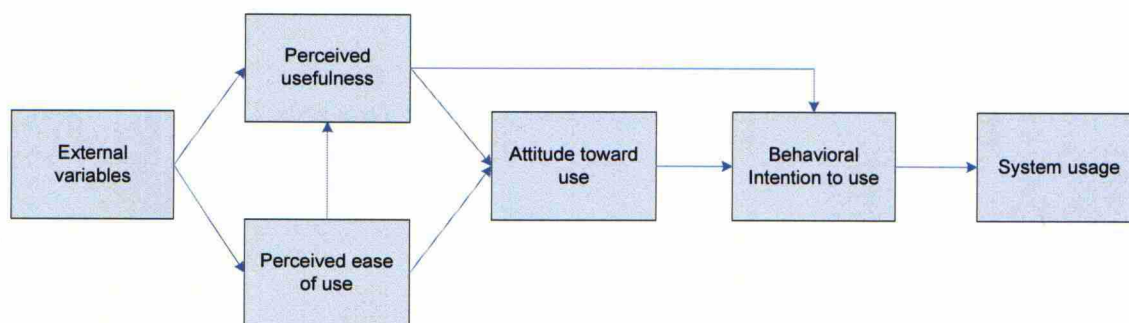 Perceived
usefulness
External
variables
Attitude toward
use
Behavioral
Intention to use
System usage
Perceived ease
of use